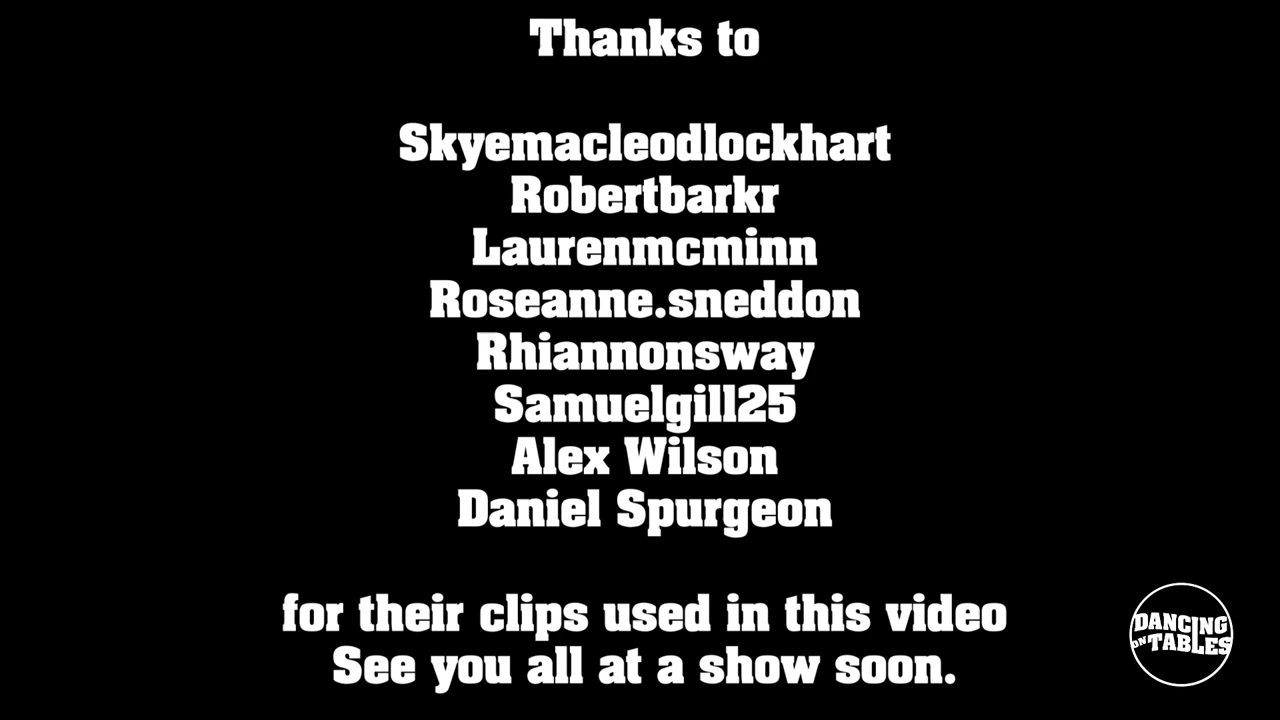 Thanks to
Skyemacleodlockhart
Robertbarkr
Laurenmcminn
Roseanne.sneddon
Rhiannonsway
Samuelgill25
Alex Wilson
Daniel Spurgeon
for their clips used in this video
See you all at a show soon.
DANCING
ON TABLES